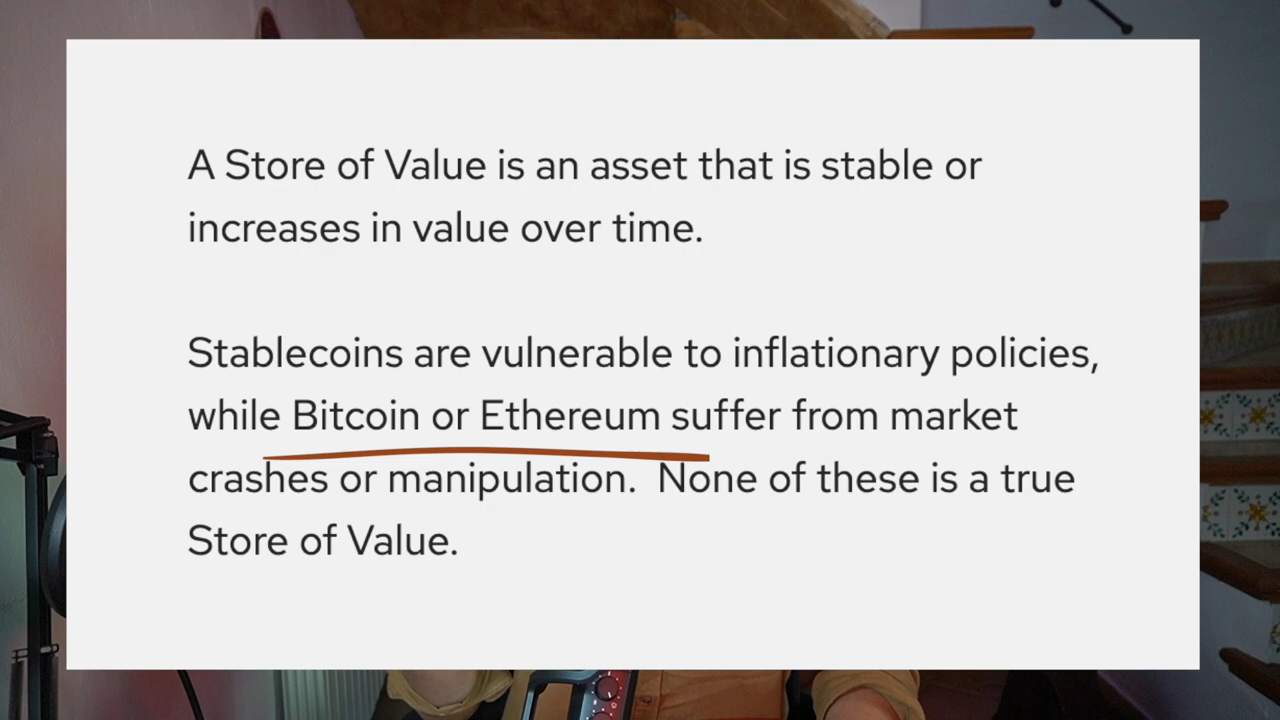 A Store of Value is an asset that is stable or
increases in value over time.
Stablecoins are vulnerable to inflationary policies,
while Bitcoin or Ethereum suffer from market
crashes or manipulation.  None of these is a true
Store of Value.